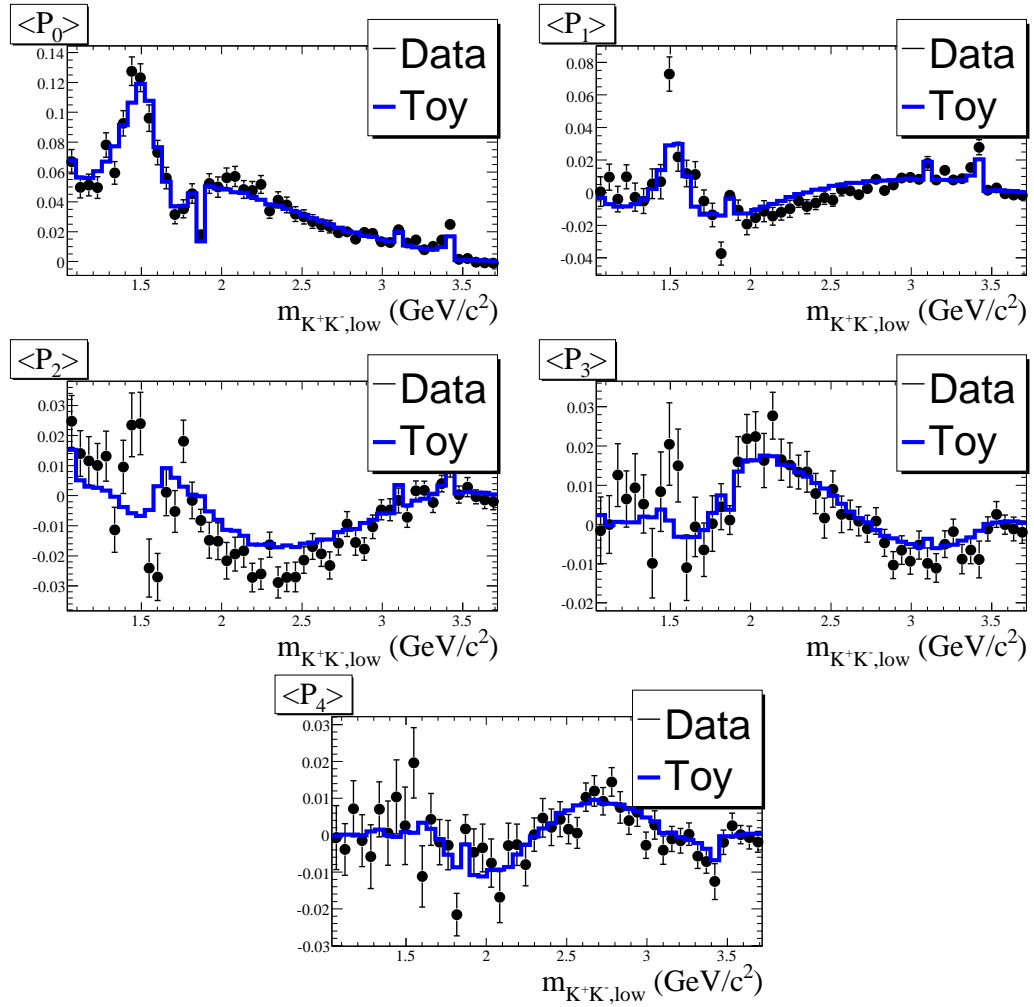 <P0> <P1>
Data Data
Toy Toy
0.14
0.12
0.1
0.08
0.06
0.04
0.02
0
0.08
0.06
0.04
0.02
0
-0.02
-0.04
1.5 2 2.5 3 3.5 1.5 2 2.5 3 3.5
mK+K-,low (GeV/c2) mK+K-,low (GeV/c2)
<P2> <P3>
Data Data
Toy Toy
0.03
0.02
0.01
0
-0.01
-0.02
-0.03
0.03
0.02
0.01
0
-0.01
-0.02
1.5 2 2.5 3 3.5 1.5 2 2.5 3 3.5
mK+K-,low (GeV/c2) mK+K-,low (GeV/c2)
<P4>
Data
Toy
0.03
0.02
0.01
0
-0.01
-0.02
-0.03
1.5 2 2.5 3 3.5
mK+K-,low (GeV/c2)